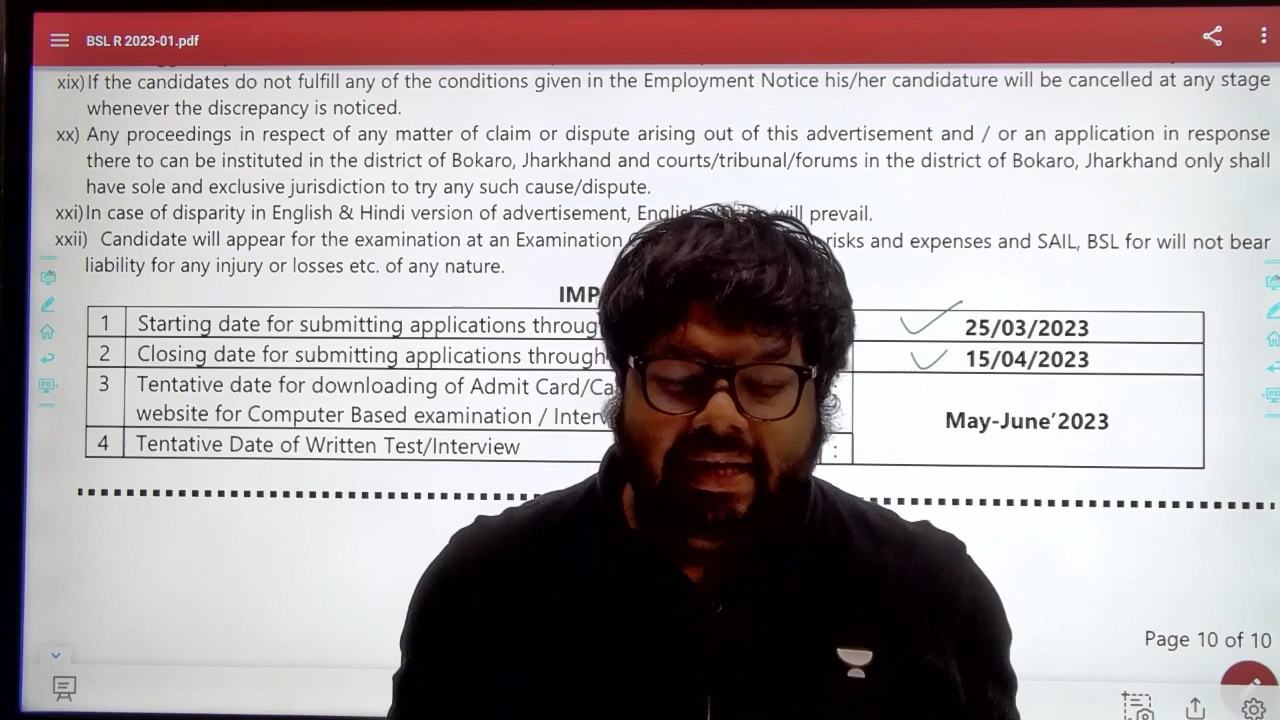 BSL R 2023-01.pdf
xix) If the candidates do not fulfill any of the conditions given in the Employment Notice his/her candidature will be cancelled at any stage
whenever the discrepancy is noticed.
xx) Any proceedings in respect of any matter of claim or dispute arising out of this advertisement and / or an application in response
there to can be instituted in the district of Bokaro, Jharkhand and courts/tribunal/forums in the district of Bokaro, Jharkhand only shall
have sole and exclusive jurisdiction to try any such cause/dispute.
xxi) In case of disparity in English & Hindi version of advertisement, English will prevail.
xxii) Candidate will appear for the examination at an Examination risks and expenses and SAIL, BSL for will not bear
liability for any injury or losses etc. of any nature.
IMP
1 Starting date for submitting applications throug 25/03/2023
2 Closing date for submitting applications through 15/04/2023
3 Tentative date for downloading of Admit Card/Ca :
website for Computer Based examination / Interv May-June'2023
4 Tentative Date of Written Test/Interview :
Page 10 of 10